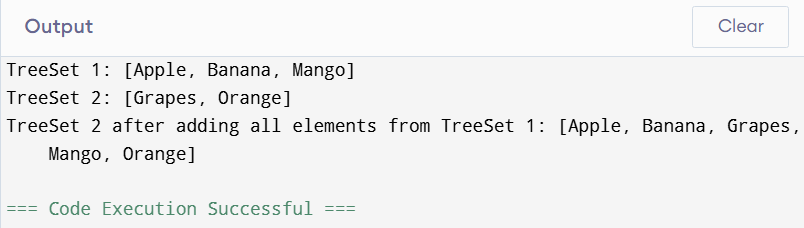 Output
Clear
TreeSet 1: [Apple, Banana, Mango]
TreeSet 2: [Grapes, Orange]
TreeSet 2 after adding all elements from TreeSet 1: [Apple, Banana, Grapes,
Mango, Orange]
=== Code Execution Successful ===